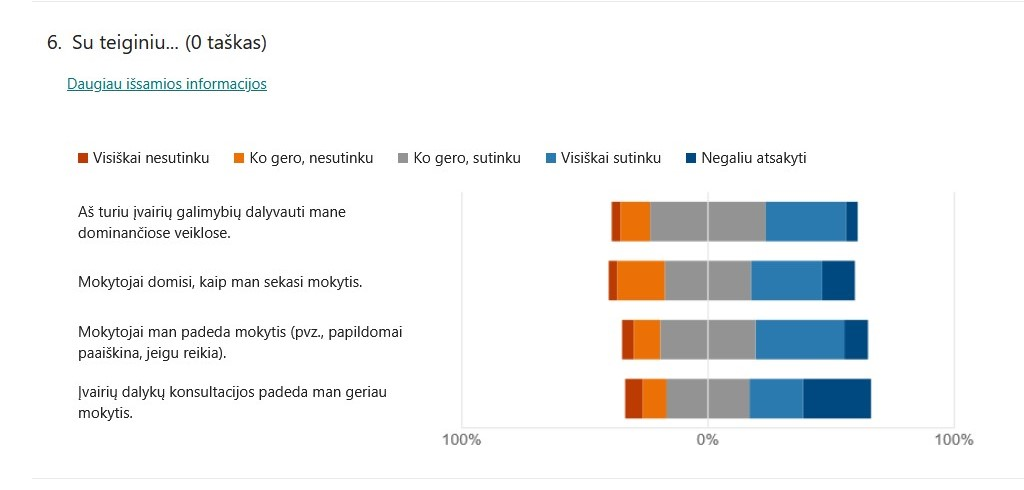 6. Su teiginiu... (0 taškas)
Daugiau išsamios informacijos
Visiškai nesutinku
Ko gero, nesutinku
Ko gero, sutinku
Visiškai sutinku
Negaliu atsakyti
Aš turiu įvairių galimybių dalyvauti mane
dominančiose veiklose.
Mokytojai domisi, kaip man sekasi mokytis.
Mokytojai man padeda mokytis (pvz., papildomai
paaiškina, jeigu reikia).
Įvairių dalykų konsultacijos padeda man geriau
mokytis.
100%
0%
100%